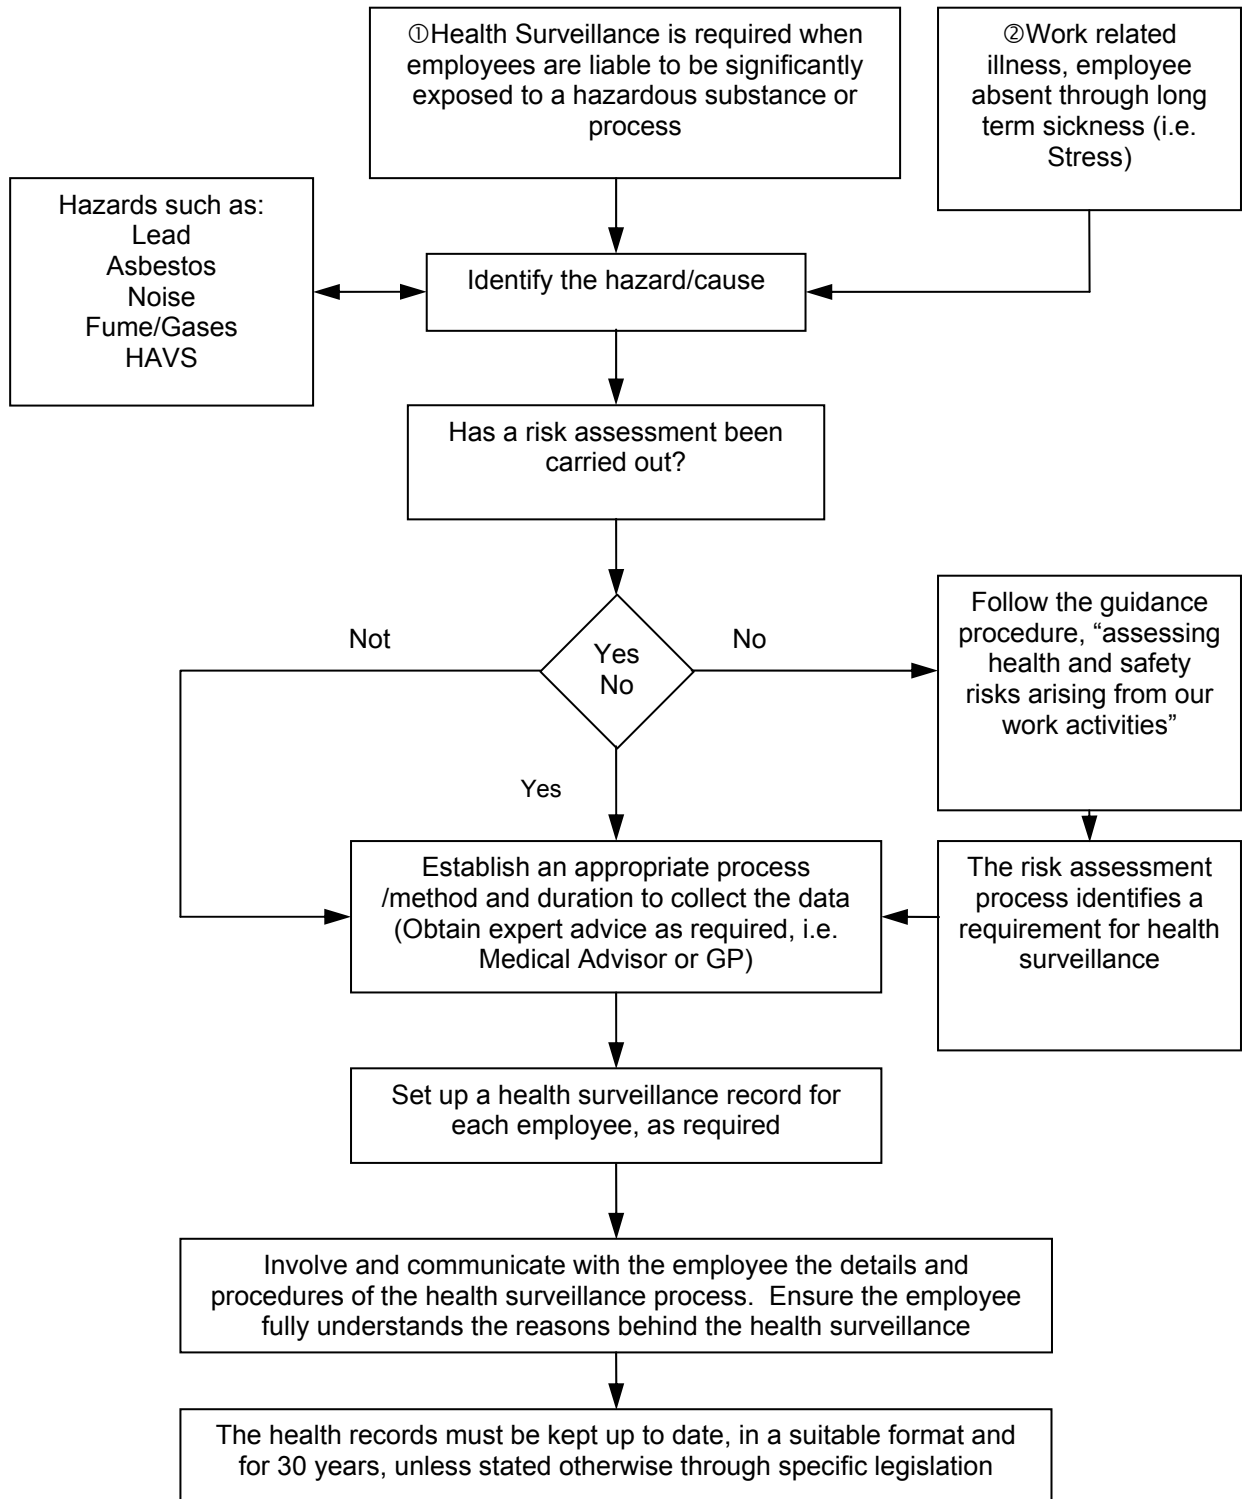 ①Health Surveillance is required when
employees are liable to be significantly
exposed to a hazardous substance or
process
②Work related
illness, employee
absent through long
term sickness (i.e.
Stress)
Hazards such as:
Lead
Asbestos
Noise
Fume/Gases
HAVS
Identify the hazard/cause
Has a risk assessment been
carried out?
Not
Yes
No
No
Follow the guidance
procedure, “assessing
health and safety
risks arising from our
work activities”
Yes
Establish an appropriate process
/method and duration to collect the data
(Obtain expert advice as required, i.e.
Medical Advisor or GP)
The risk assessment
process identifies a
requirement for health
surveillance
Set up a health surveillance record for
each employee, as required
Involve and communicate with the employee the details and
procedures of the health surveillance process.  Ensure the employee
fully understands the reasons behind the health surveillance
The health records must be kept up to date, in a suitable format and
for 30 years, unless stated otherwise through specific legislation